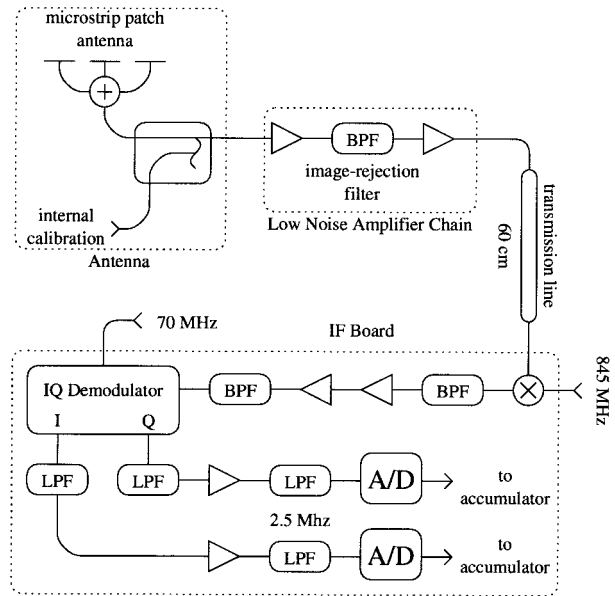 microstrip patch
antenna
+
BPF
image-rejection
filter
internal
calibration
Low Noise Amplifier Chain
Antenna
transmission line
60 cm
70 MHz
IF Board
845 MHz
IQ Demodulator
BPF
BPF
I Q
LPF
LPF
LPF
A/D
to
accumulator
2.5 Mhz
LPF
A/D
to
accumulator